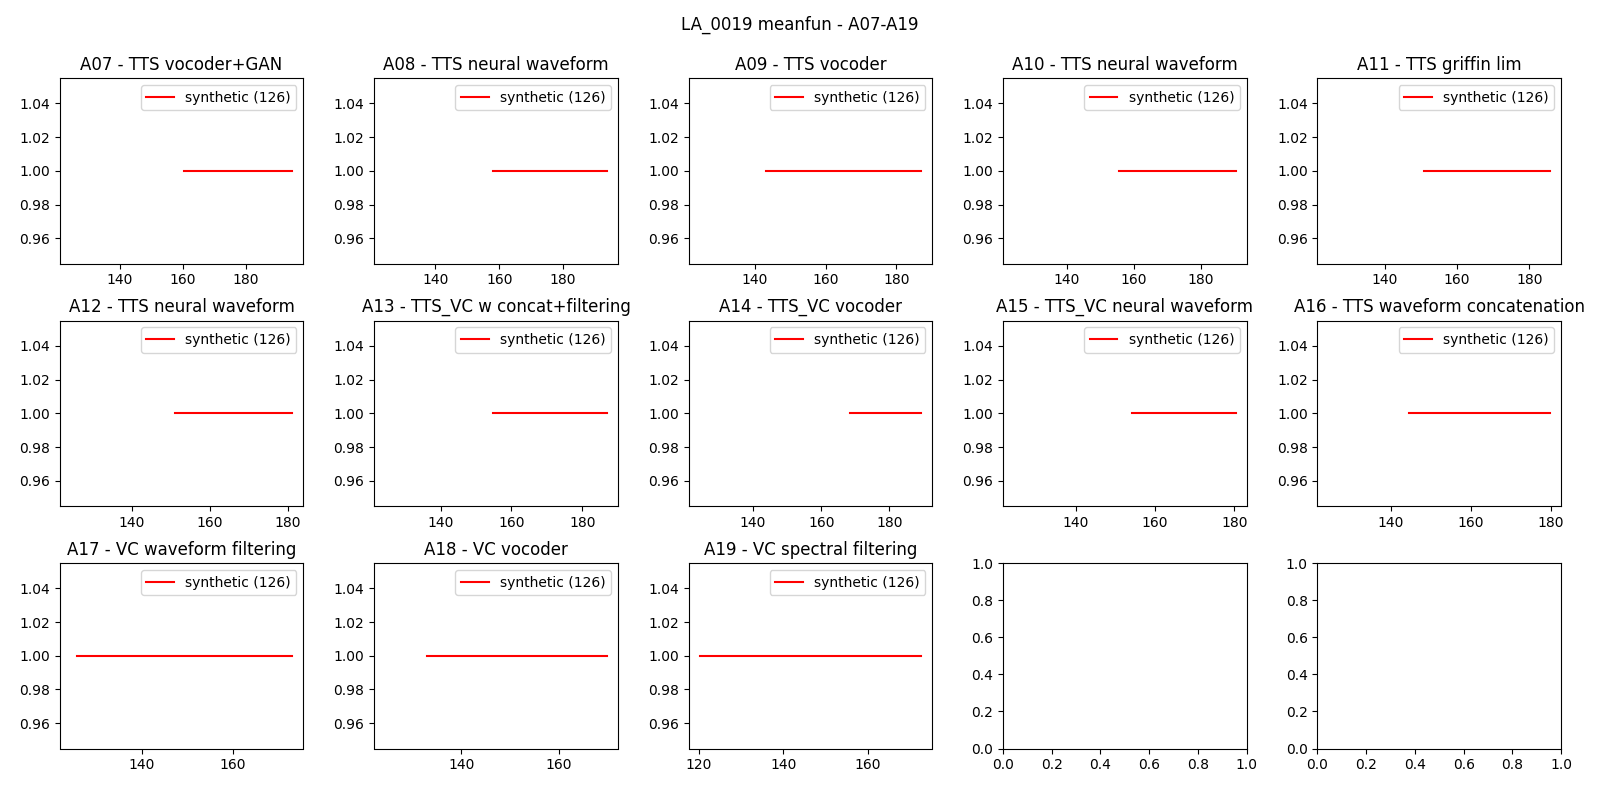 LA_0019 meanfun - A07-A19
A07 - TTS vocoder+GAN
synthetic (126)
1.04
1.02
1.00
0.98
0.96
140 160 180
A08 - TTS neural waveform
synthetic (126)
1.04
1.02
1.00
0.98
0.96
140 160 180
A09 - TTS vocoder
synthetic (126)
1.04
1.02
1.00
0.98
0.96
140 160 180
A10 - TTS neural waveform
synthetic (126)
1.04
1.02
1.00
0.98
0.96
140 160 180
A11 - TTS griffin lim
synthetic (126)
1.04
1.02
1.00
0.98
0.96
140 160 180
A12 - TTS neural waveform
synthetic (126)
1.04
1.02
1.00
0.98
0.96
140 160 180
A13 - TTS_VC w concat+filtering
synthetic (126)
1.04
1.02
1.00
0.98
0.96
140 160 180
A14 - TTS_VC vocoder
synthetic (126)
1.04
1.02
1.00
0.98
0.96
140 160 180
A15 - TTS_VC neural waveform
synthetic (126)
1.04
1.02
1.00
0.98
0.96
140 160 180
A16 - TTS waveform concatenation
synthetic (126)
1.04
1.02
1.00
0.98
0.96
140 160 180
A17 - VC waveform filtering
synthetic (126)
1.04
1.02
1.00
0.98
0.96
140 160
A18 - VC vocoder
synthetic (126)
1.04
1.02
1.00
0.98
0.96
140 160
A19 - VC spectral filtering
synthetic (126)
1.04
1.02
1.00
0.98
0.96
120 140 160
1.0
0.8
0.6
0.4
0.2
0.0
0.0 0.2 0.4 0.6 0.8 1.0
1.0
0.8
0.6
0.4
0.2
0.0
0.0 0.2 0.4 0.6 0.8 1.0